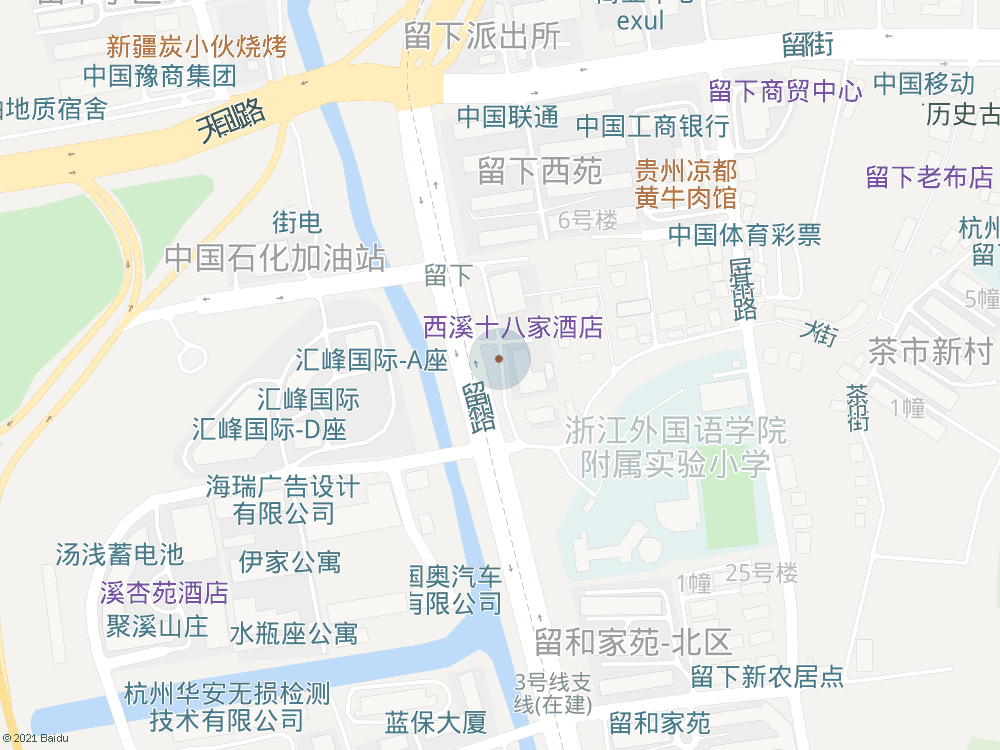 留下派出所
exul
新疆炭小伙烧烤
中国豫商集团
地质宿舍
天目山路
留下街
中国移动
留下商贸中心
历史古
中国联通
中国工商银行
留下西苑
贵州凉都
黄牛肉馆
留下老布店
6号楼
街电
中国体育彩票
杭州
留下
中国石化加油站
留下
屏基路
5幢
西溪十八家酒店
大街
茶市新村
汇峰国际-A座
汇峰国际
留和路
茶市街
1幢
汇峰国际-D座
浙江外国语学院
附属实验小学
海瑞广告设计
有限公司
汤浅蓄电池
伊家公寓
国奥汽车
有限公司
25号楼
1幢
溪杏苑酒店
聚溪山庄
水瓶座公寓
留和家苑-北区
留下新农居点
3号线支
线(在建)
杭州华安无损检测
技术有限公司
蓝保大厦
留和家苑
© 2021 Baidu